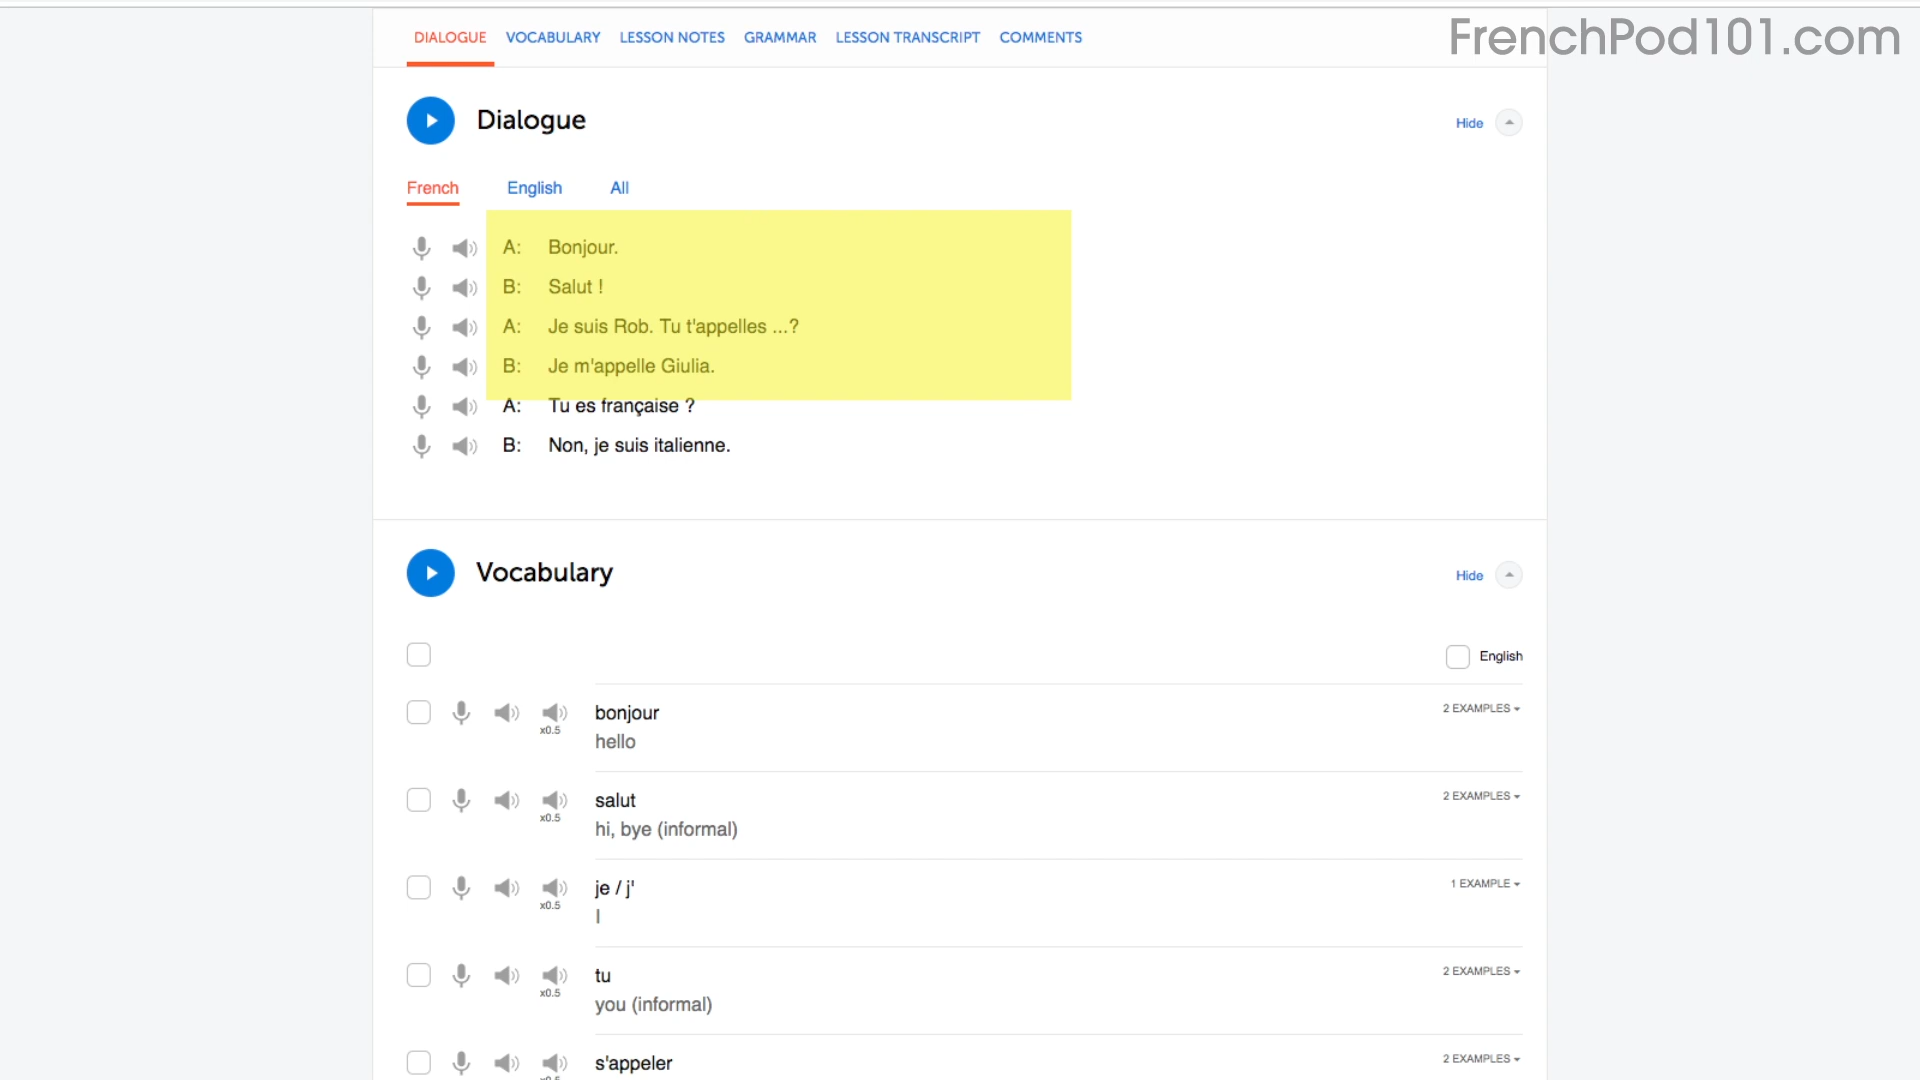 DIALOGUE VOCABULARY LESSON NOTES GRAMMAR LESSON TRANSCRIPT COMMENTS
FrenchPod101.com
Dialogue
Hide
French English All
A: Bonjour.
B: Salut !
A: Je suis Rob. Tu t'appelles ...?
B: Je m'appelle Giulia.
A: Tu es française ?
B: Non, je suis italienne.
Vocabulary
Hide
English
bonjour
2 EXAMPLES
x0.5
hello
salut
2 EXAMPLES
x0.5
hi, bye (informal)
je / j'
1 EXAMPLE
x0.5
I
tu
2 EXAMPLES
x0.5
you (informal)
s'appeler
2 EXAMPLES